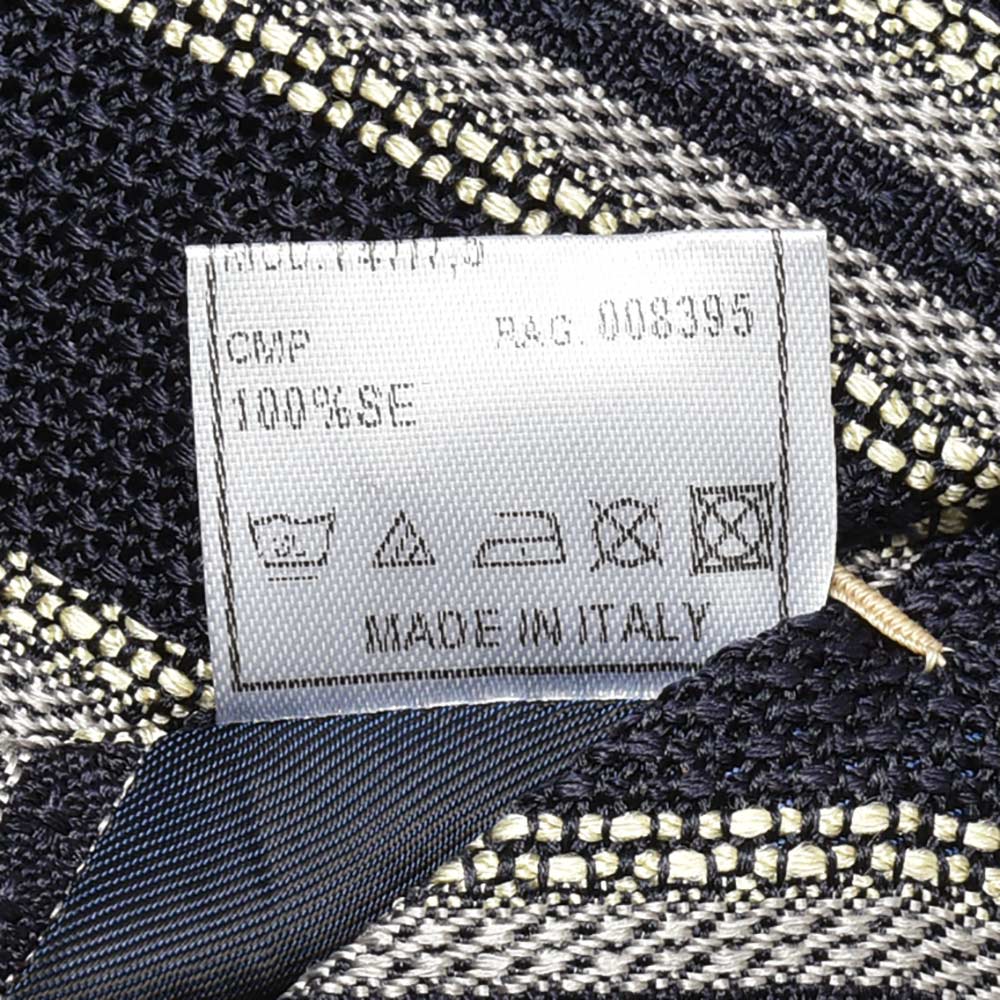 CMP RAG. 008395
100%SE
MADE IN ITALY